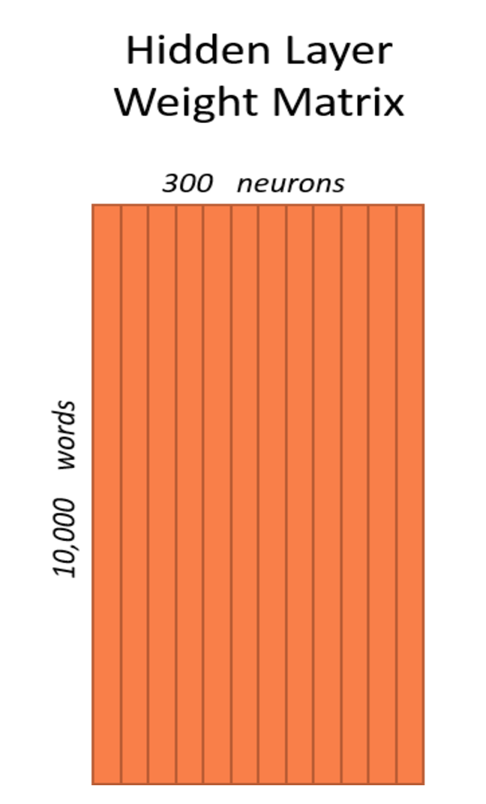 Hidden Layer
Weight Matrix
300 neurons
10,000 words